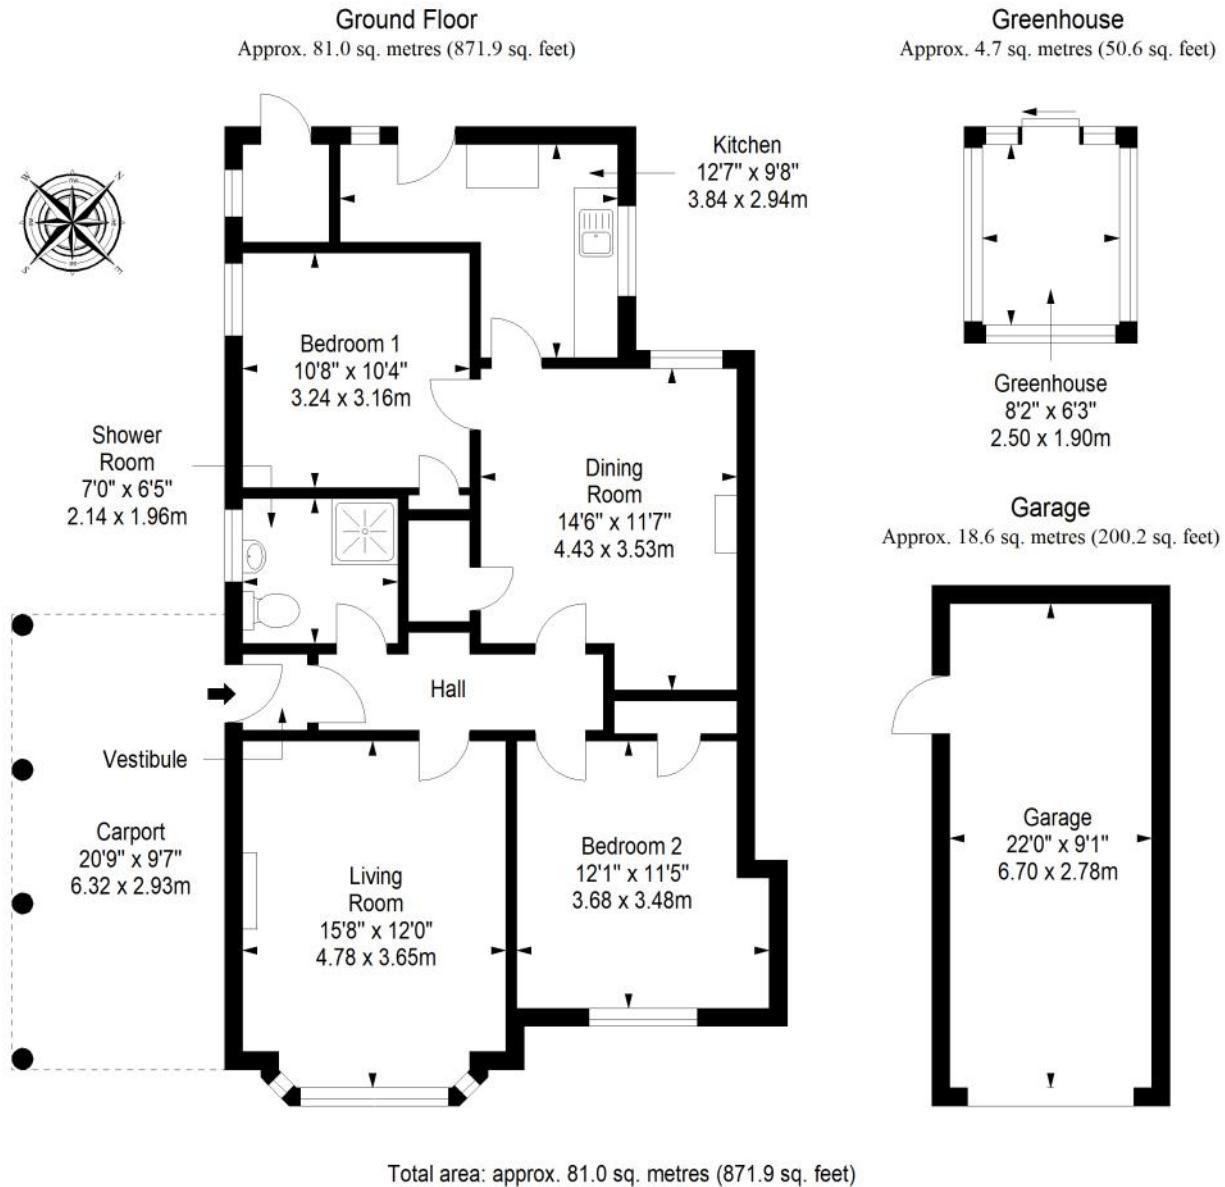 Ground Floor
Approx. 81.0 sq. metres (871.9 sq. feet)
Greenhouse
Approx. 4.7 sq. metres (50.6 sq. feet)
Kitchen
12'7" x 9'8"
3.84 x 2.94m
W
N
S
E
Bedroom 1
10'8" x 10'4"
3.24 x 3.16m
Greenhouse
8'2" x 6'3"
2.50 x 1.90m
Shower
Room
7'0" x 6'5"
2.14 x 1.96m
Dining
Room
14'6" x 11'7"
4.43 x 3.53m
Garage
Approx. 18.6 sq. metres (200.2 sq. feet)
Hall
Vestibule
Carport
20'9" x 9'7"
6.32 x 2.93m
Living
Room
15'8" x 12'0"
4.78 x 3.65m
Bedroom 2
12'1" x 11'5"
3.68 x 3.48m
Garage
22'0" x 9'1"
6.70 x 2.78m
Total area: approx. 81.0 sq. metres (871.9 sq. feet)